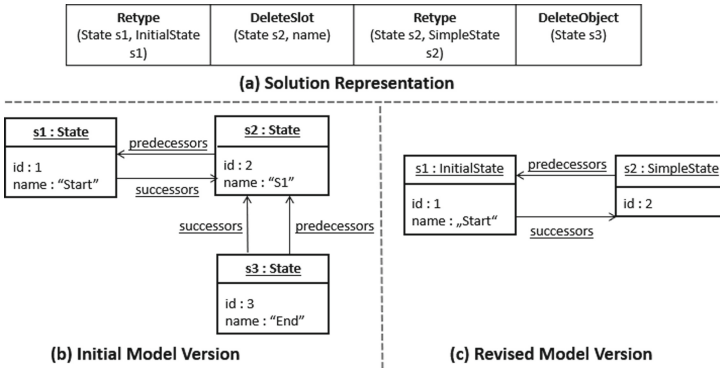 Retype
(State s1, InitialState
s1)
DeleteSlot
(State s2, name)
Retype
(State s2, SimpleState
s2)
DeleteObject
(State s3)
(a) Solution Representation
s1 : State
id : 1
name : “Start”
predecessors
successors
s2 : State
id : 2
name : “S1”
successors
predecessors
s3 : State
id : 3
name : “End”
(b) Initial Model Version
s1 : InitialState
id : 1
name : „Start“
predecessors
successors
s2 : SimpleState
id : 2
(c) Revised Model Version